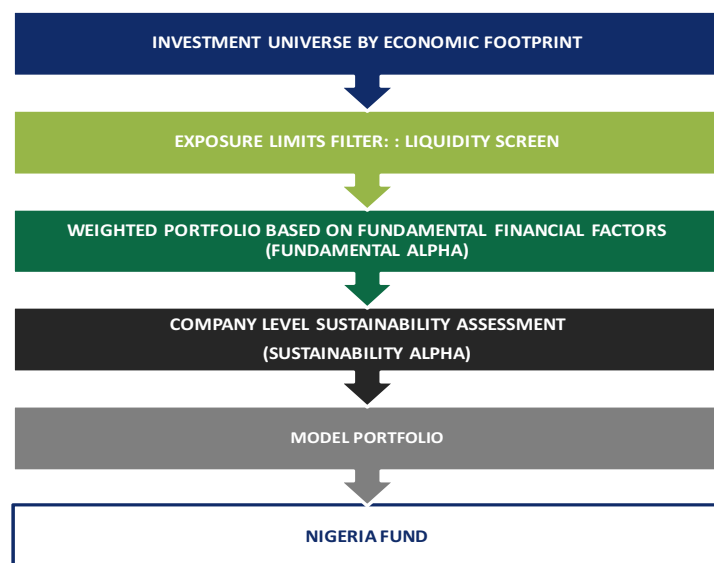 INVESTMENT UNIVERSE BY ECONOMIC FOOTPRINT
EXPOSURE LIMITS FILTER: : LIQUIDITY SCREEN
WEIGHTED PORTFOLIO BASED ON FUNDAMENTAL FINANCIAL FACTORS
(FUNDAMENTAL ALPHA)
COMPANY LEVEL SUSTAINABILITY ASSESSMENT
(SUSTAINABILITY ALPHA)
MODEL PORTFOLIO
NIGERIA FUND